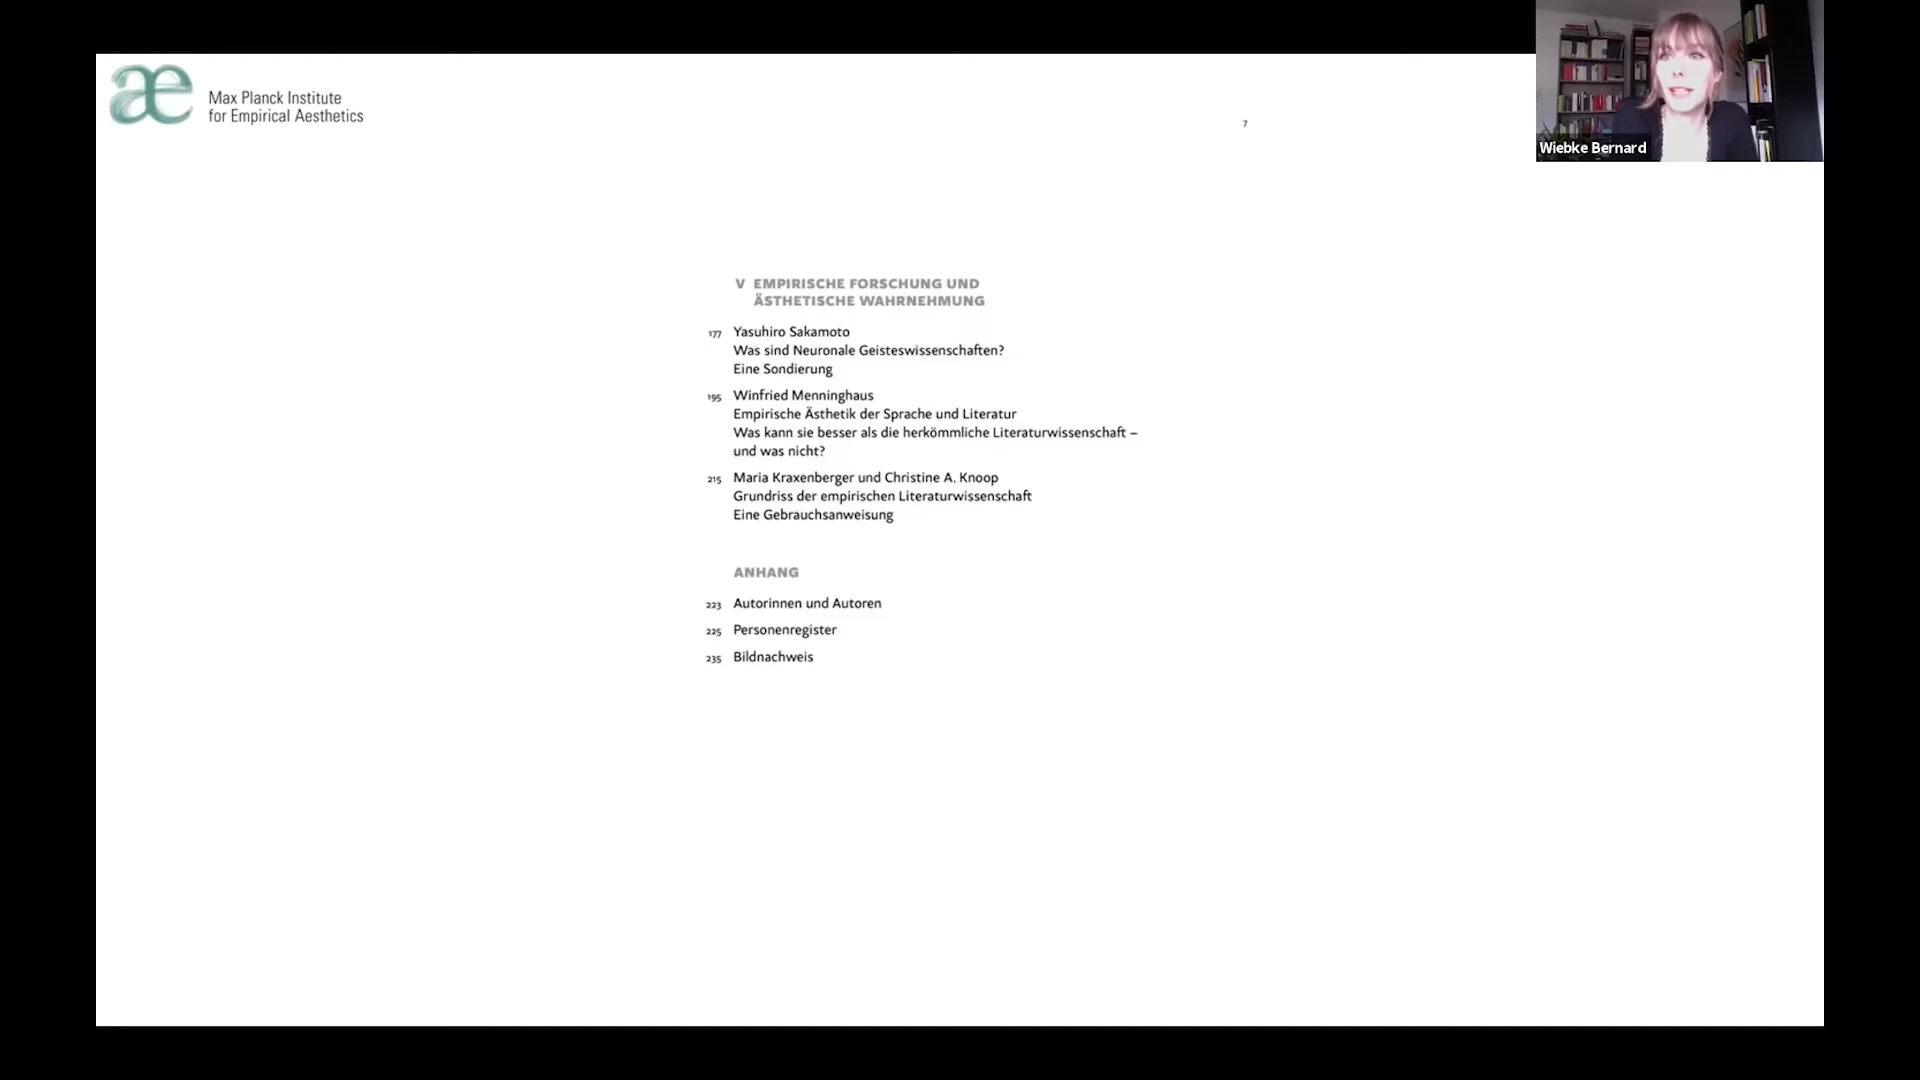 æ
Max Planck Institute
for Empirical Aesthetics
7
Wiebke Bernard
V EMPIRISCHE FORSCHUNG UND
ÄSTHETISCHE WAHRNEHMUNG
177 Yasuhiro Sakamoto
Was sind Neuronale Geisteswissenschaften?
Eine Sondierung
195 Winfried Menninghaus
Empirische Ästhetik der Sprache und Literatur
Was kann sie besser als die herkömmliche Literaturwissenschaft –
und was nicht?
215 Maria Kraxenberger und Christine A. Knoop
Grundriss der empirischen Literaturwissenschaft
Eine Gebrauchsanweisung
ANHANG
223 Autorinnen und Autoren
225 Personenregister
235 Bildnachweis